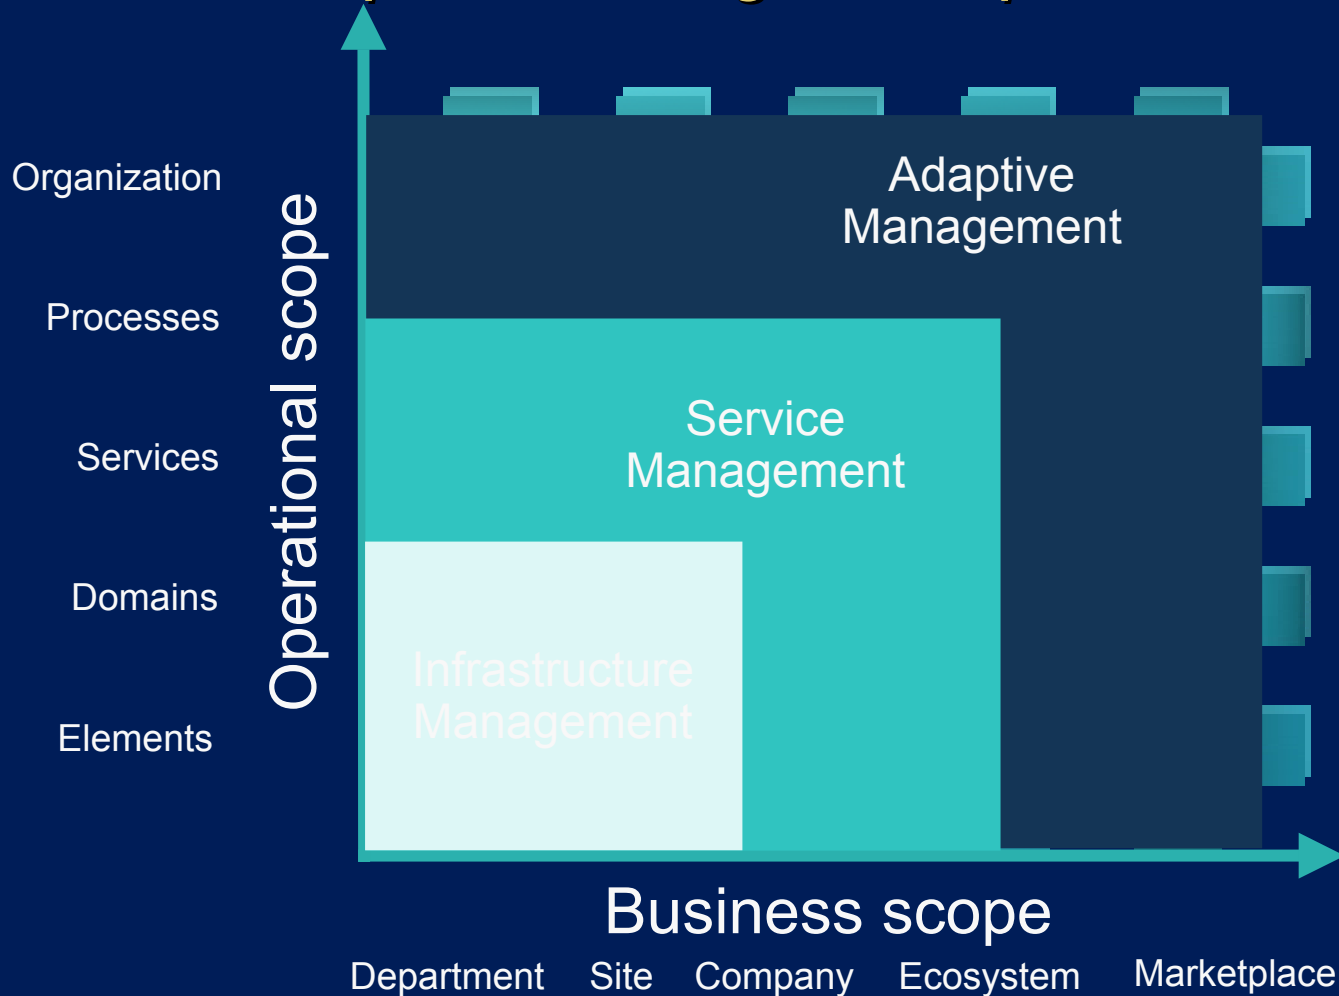 Organization
Processes
Services
Domains
Elements
Operational scope
Adaptive
Management
Service
Management
Infrastructure
Management
Business scope
Department Site Company Ecosystem Marketplace